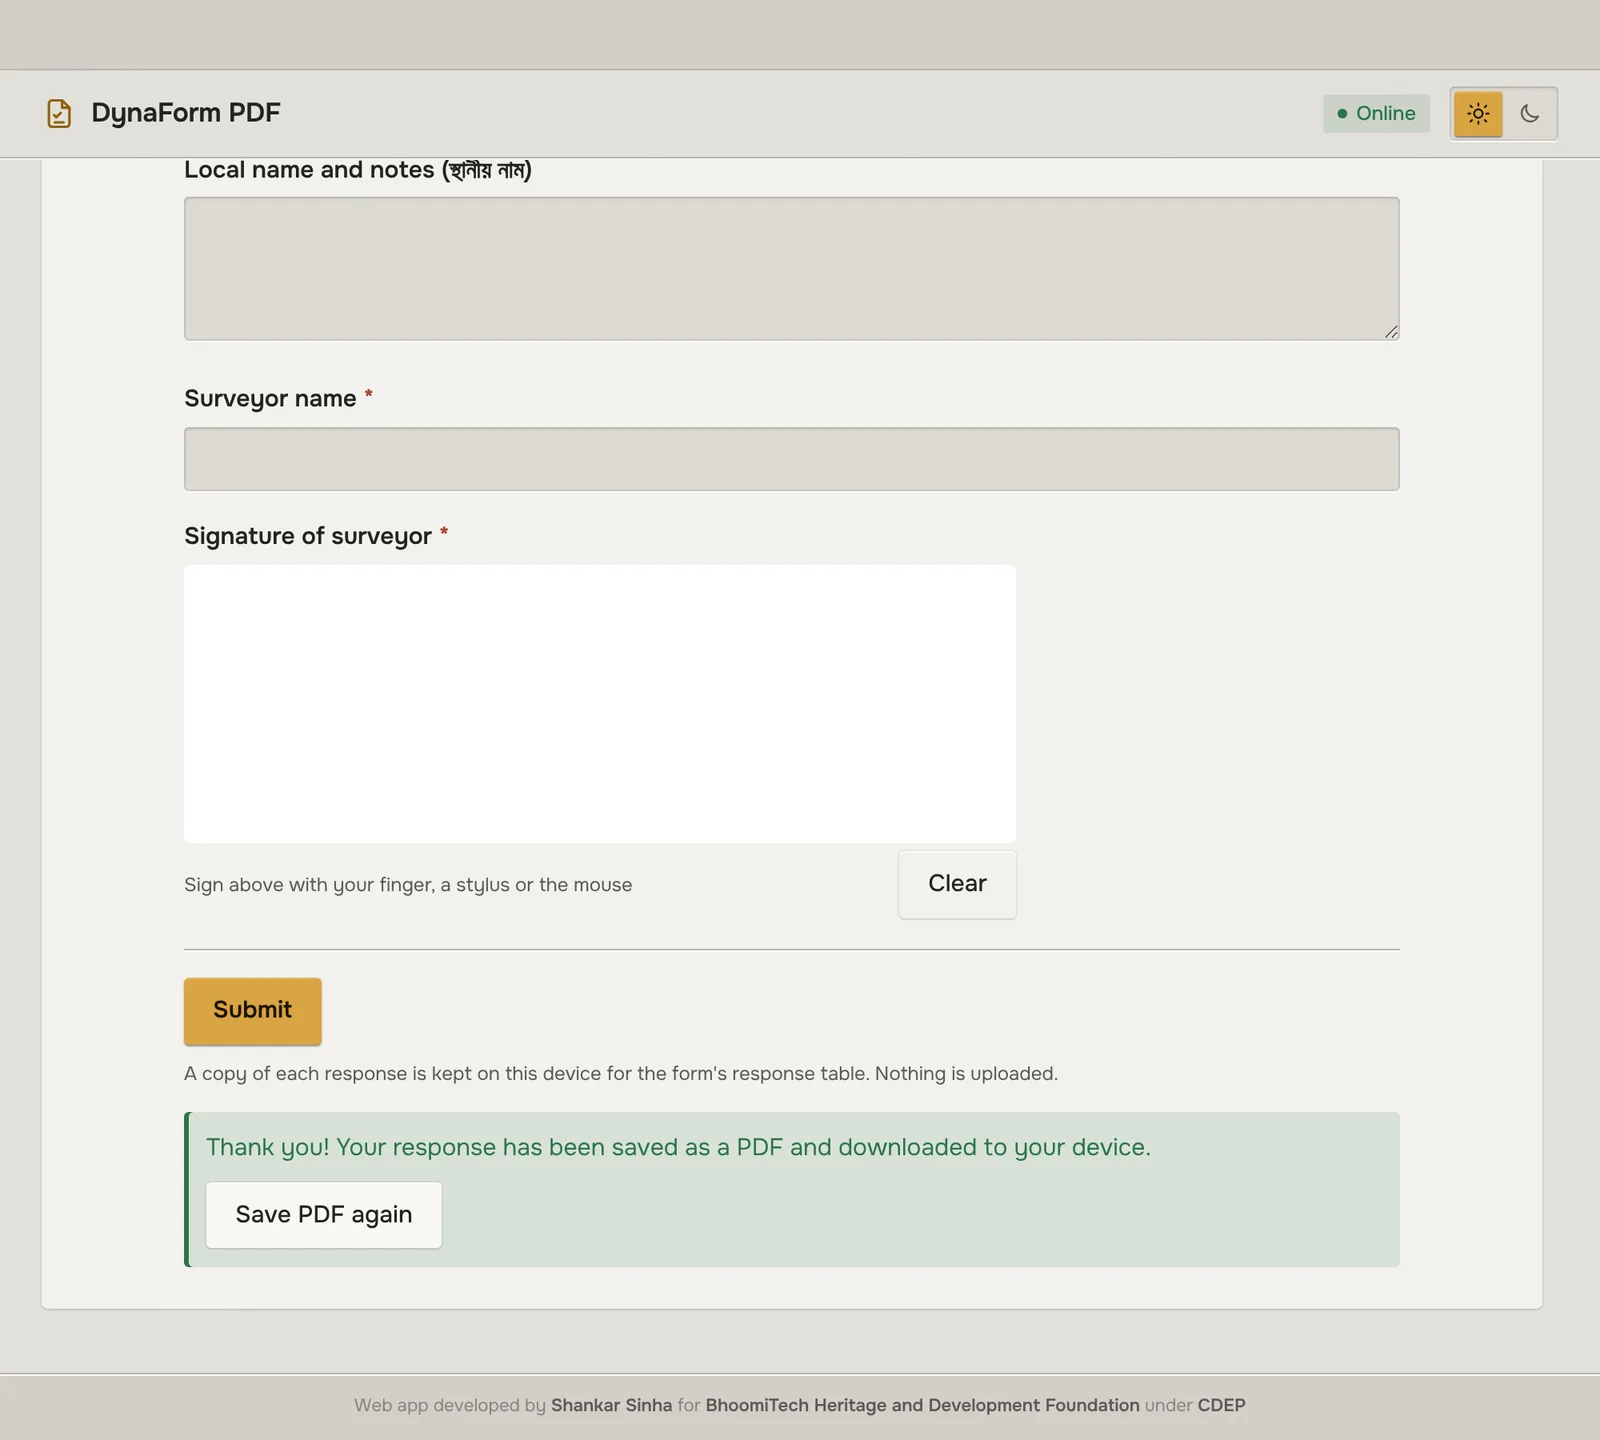 DynaForm PDF
Online
Local name and notes (স্থানীয় নাম)
Surveyor name *
Signature of surveyor *
Sign above with your finger, a stylus or the mouse
Clear
Submit
A copy of each response is kept on this device for the form's response table. Nothing is uploaded.
Thank you! Your response has been saved as a PDF and downloaded to your device.
Save PDF again
Web app developed by Shankar Sinha for BhoomiTech Heritage and Development Foundation under CDEP